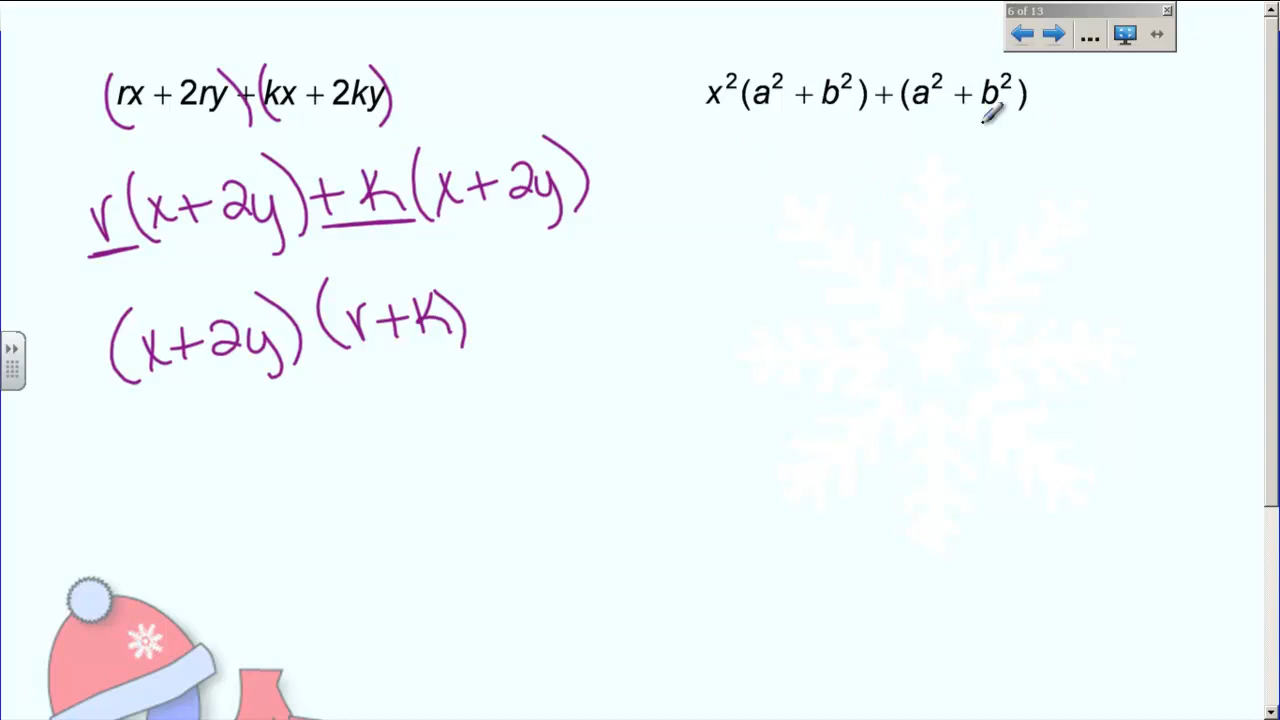 6 of 13
(rx + 2ry) + (kx + 2ky)
r(x+2y)+k(x+2y)
(x+2y)(r+k)
x²(a² + b²) + (a² + b²)